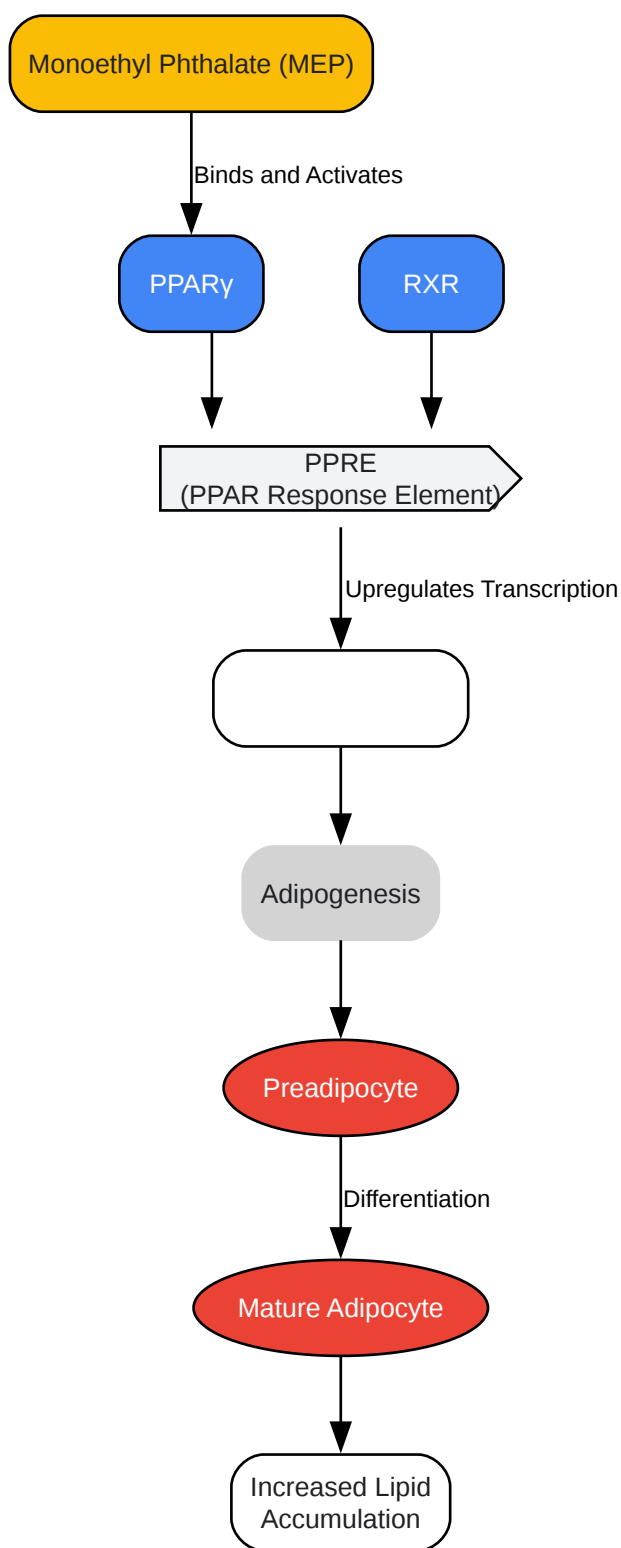 Monoethyl Phthalate (MEP)
Binds and Activates
PPARγ
RXR
PPRE
(PPAR Response Element)
Upregulates Transcription
Adipogenesis
Preadipocyte
Differentiation
Mature Adipocyte
Increased Lipid
Accumulation